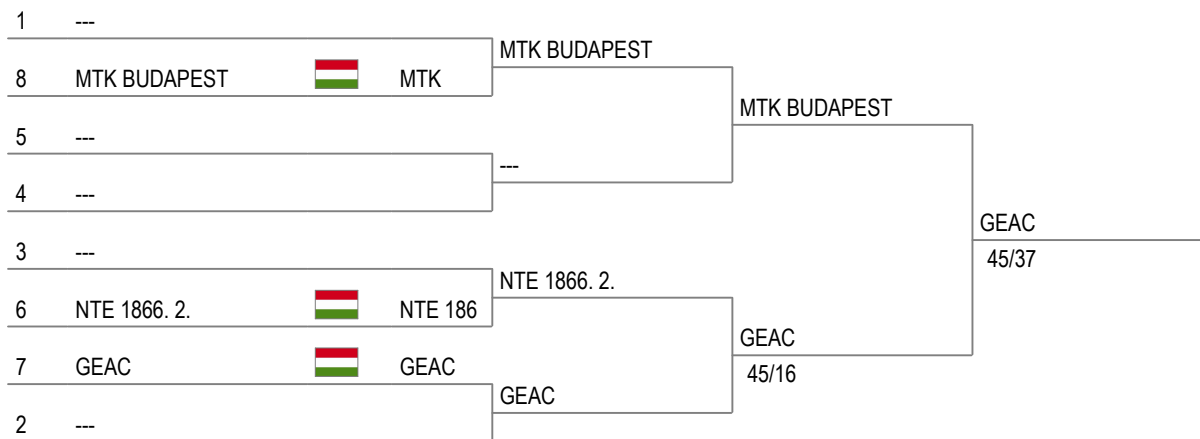 1 ---
MTK BUDAPEST
8 MTK BUDAPEST MTK
MTK BUDAPEST
5 ---
---
4 ---
GEAC
3 ---
45/37
NTE 1866. 2.
6 NTE 1866. 2. NTE 186
GEAC
7 GEAC GEAC
45/16
GEAC
2 ---